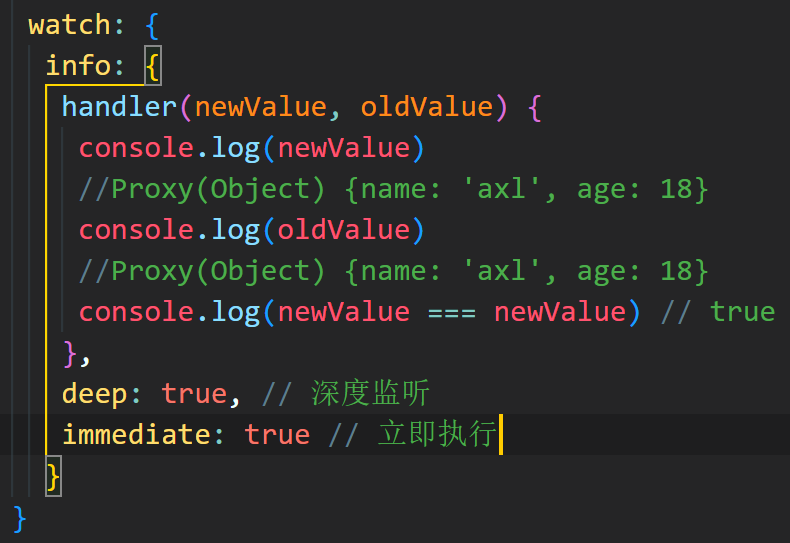 watch: {
info: {
handler(newValue, oldValue) {
console.log(newValue)
//Proxy(Object) {name: 'axl', age: 18}
console.log(oldValue)
//Proxy(Object) {name: 'axl', age: 18}
console.log(newValue === newValue) // true
},
deep: true, // 深度监听
immediate: true // 立即执行
}
}